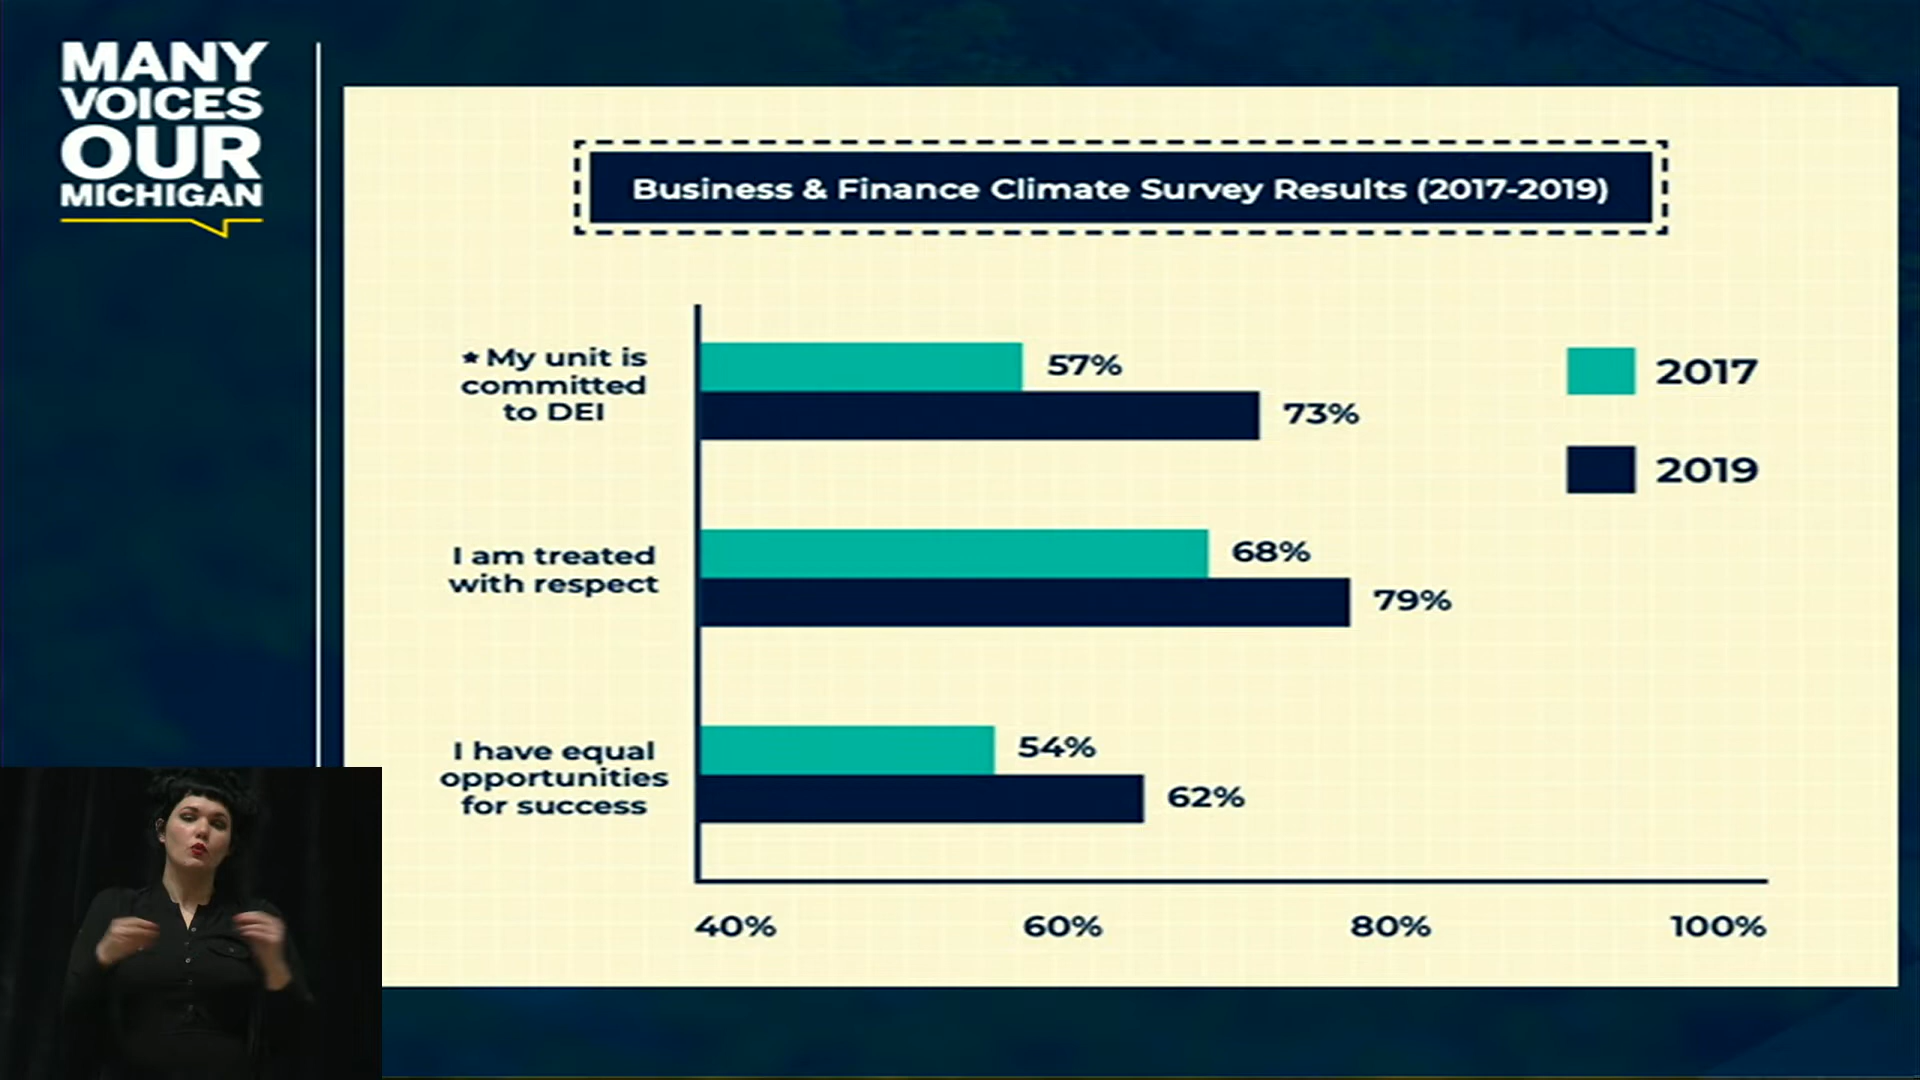 MANY
VOICES
OUR
MICHIGAN
Business & Finance Climate Survey Results (2017-2019)
★ My unit is
committed
to DEI
57%
73%
2017
2019
I am treated
with respect
68%
79%
I have equal
opportunities
for success
54%
62%
40% 60% 80% 100%